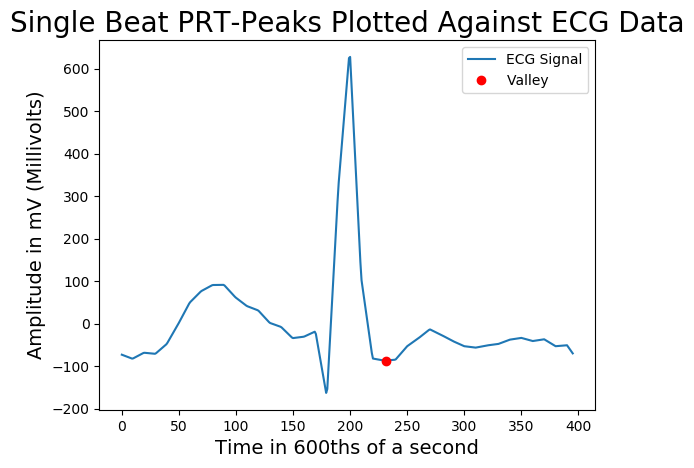 Single Beat PRT-Peaks Plotted Against ECG Data
ECG Signal
Valley
Amplitude in mV (Millivolts)
600
500
400
300
200
100
0
−100
−200
0 50 100 150 200 250 300 350 400
Time in 600ths of a second